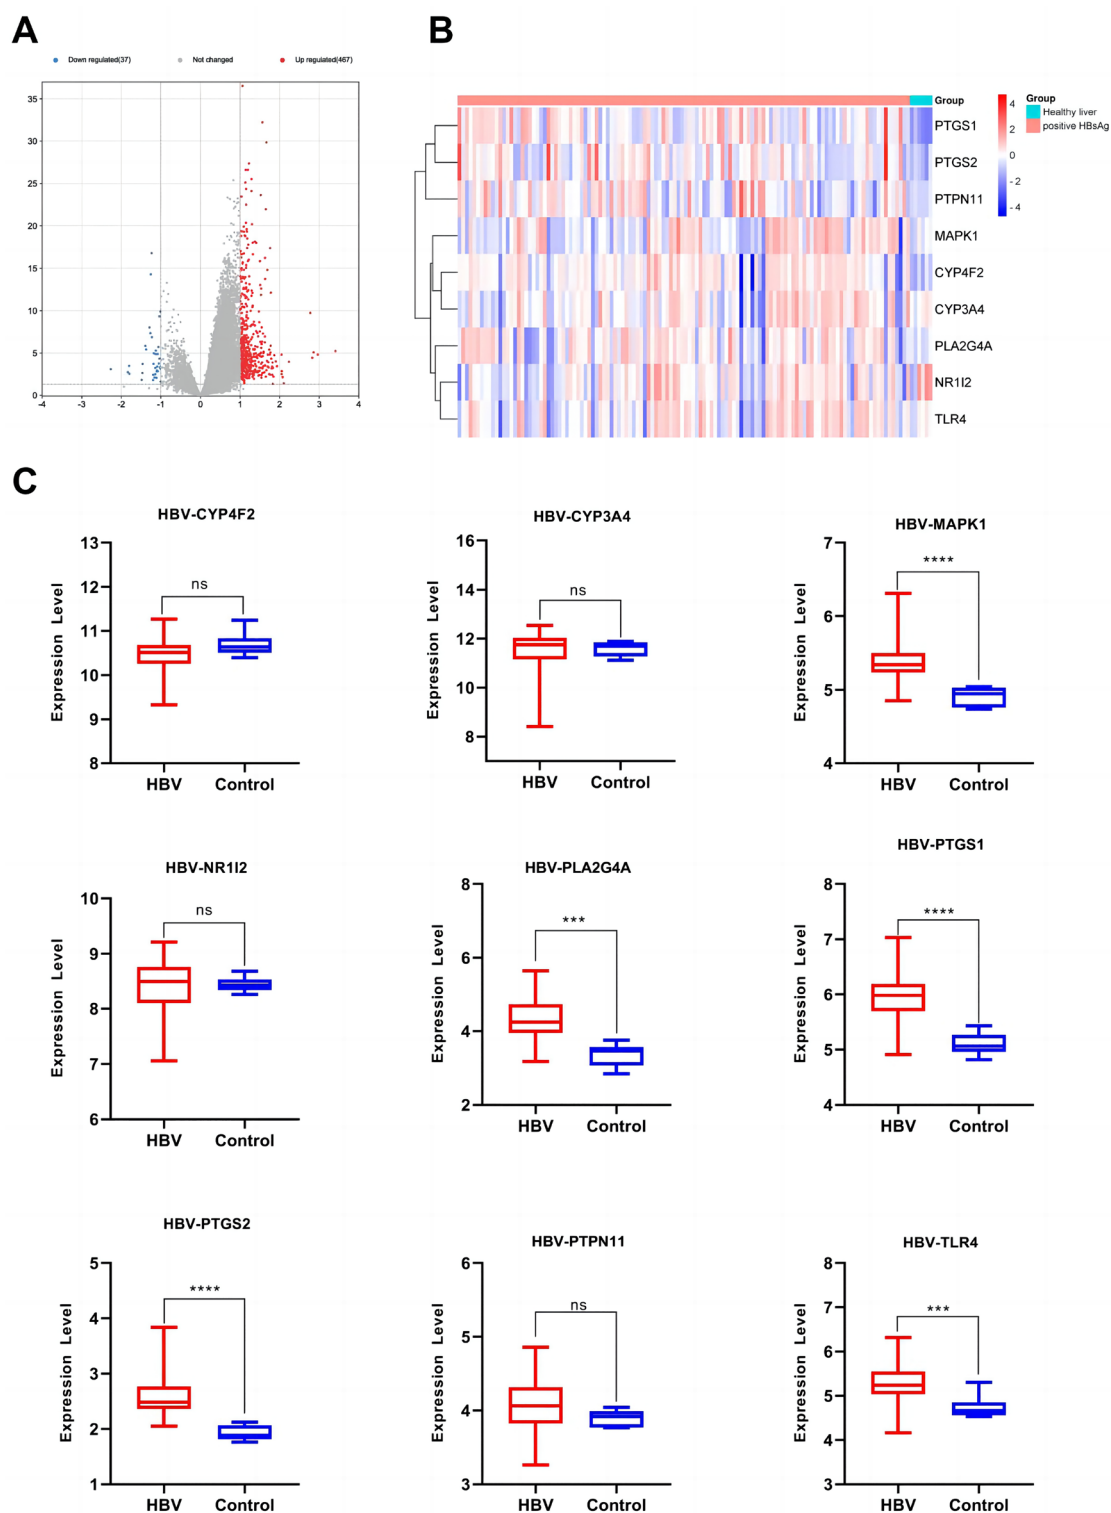 A
Down regulated(37) Not changed Up regulated(467)
35
30
25
20
15
10
5
0
-4 -3 -2 -1 0 1 2 3 4
B
Group
PTGS1
PTGS2
PTPN11
MAPK1
CYP4F2
CYP3A4
PLA2G4A
NR1I2
TLR4
4
2
0
- 2
- 4
Group
Healthy liver
positive HBsAg
C
HBV-CYP4F2
Expression Level
13
12
11
10
9
8
ns
HBV Control
HBV-CYP3A4
Expression Level
16
14
12
10
8
ns
HBV Control
HBV-MAPK1
Expression Level
7
6
5
4
****
HBV Control
HBV-NR1I2
Expression Level
10
9
8
7
6
ns
HBV Control
HBV-PLA2G4A
Expression Level
8
6
4
2
***
HBV Control
HBV-PTGS1
Expression Level
8
7
6
5
4
****
HBV Control
HBV-PTGS2
Expression Level
5
4
3
2
1
****
HBV Control
HBV-PTPN11
Expression Level
6
5
4
3
ns
HBV Control
HBV-TLR4
Expression Level
8
7
6
5
4
3
***
HBV Control